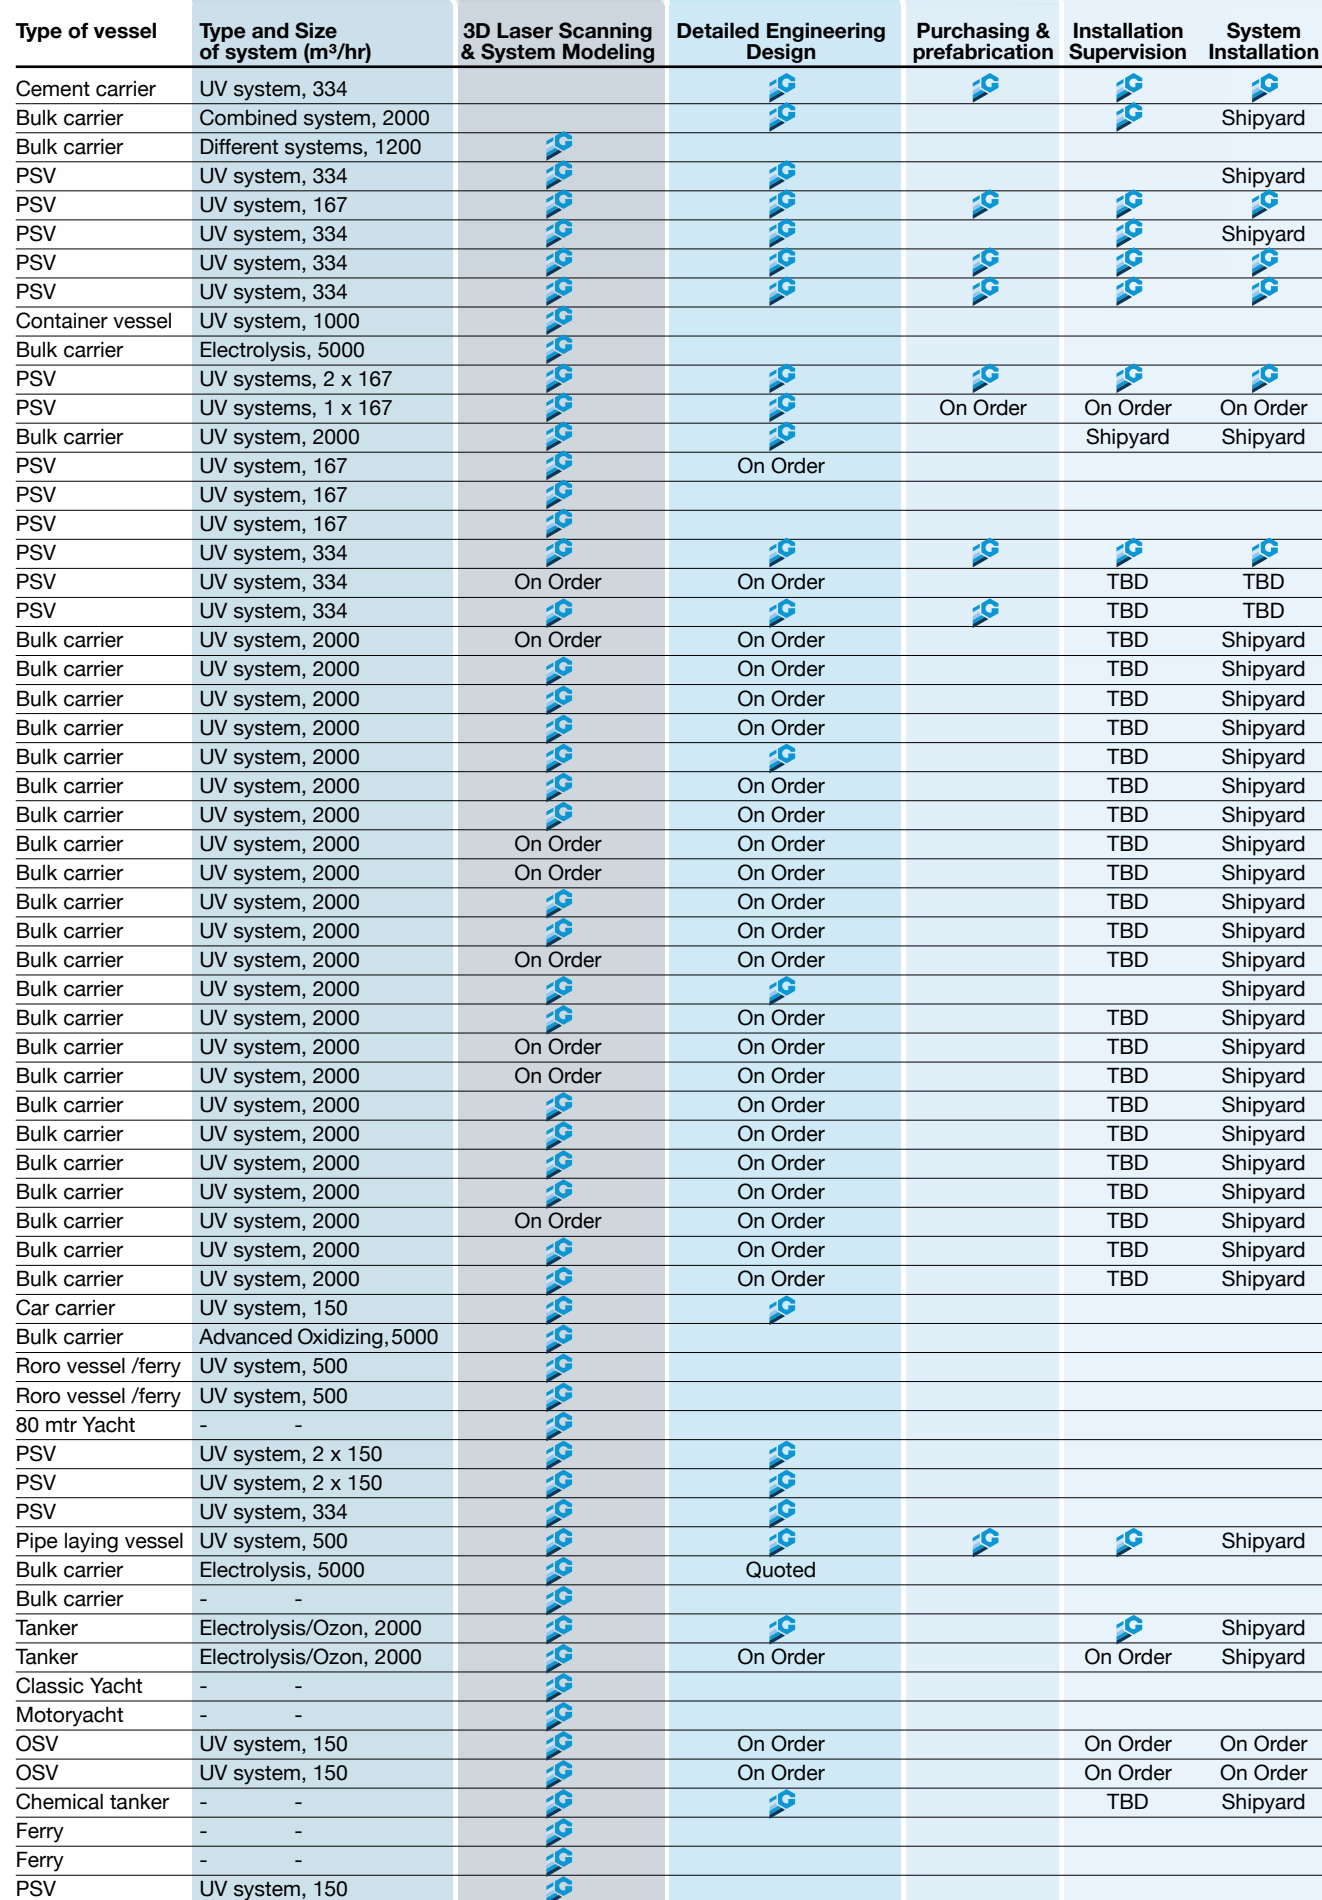 Type of vessel Type and Size of system (m³/hr) 3D Laser Scanning & System Modeling Detailed Engineering Design Purchasing & prefabrication Installation Supervision System Installation
Cement carrier UV system, 334 G G G G
Bulk carrier Combined system, 2000 G G Shipyard
Bulk carrier Different systems, 1200 G
PSV UV system, 334 G G Shipyard
PSV UV system, 167 G G G G G
PSV UV system, 334 G G G Shipyard
PSV UV system, 334 G G G G G
PSV UV system, 334 G G G G G
Container vessel UV system, 1000 G
Bulk carrier Electrolysis, 5000 G
PSV UV systems, 2 x 167 G G G G G
PSV UV systems, 1 x 167 G G On Order On Order On Order
Bulk carrier UV system, 2000 G G Shipyard Shipyard
PSV UV system, 167 G On Order
PSV UV system, 167 G
PSV UV system, 167 G
PSV UV system, 334 G G G G G
PSV UV system, 334 On Order On Order TBD TBD
PSV UV system, 334 G G G TBD TBD
Bulk carrier UV system, 2000 On Order On Order TBD Shipyard
Bulk carrier UV system, 2000 G On Order TBD Shipyard
Bulk carrier UV system, 2000 G On Order TBD Shipyard
Bulk carrier UV system, 2000 G On Order TBD Shipyard
Bulk carrier UV system, 2000 G G TBD Shipyard
Bulk carrier UV system, 2000 G On Order TBD Shipyard
Bulk carrier UV system, 2000 G On Order TBD Shipyard
Bulk carrier UV system, 2000 On Order On Order TBD Shipyard
Bulk carrier UV system, 2000 On Order On Order TBD Shipyard
Bulk carrier UV system, 2000 G On Order TBD Shipyard
Bulk carrier UV system, 2000 G On Order TBD Shipyard
Bulk carrier UV system, 2000 On Order On Order TBD Shipyard
Bulk carrier UV system, 2000 G G Shipyard
Bulk carrier UV system, 2000 G On Order TBD Shipyard
Bulk carrier UV system, 2000 On Order On Order TBD Shipyard
Bulk carrier UV system, 2000 On Order On Order TBD Shipyard
Bulk carrier UV system, 2000 G On Order TBD Shipyard
Bulk carrier UV system, 2000 G On Order TBD Shipyard
Bulk carrier UV system, 2000 G On Order TBD Shipyard
Bulk carrier UV system, 2000 G On Order TBD Shipyard
Bulk carrier UV system, 2000 On Order On Order TBD Shipyard
Bulk carrier UV system, 2000 G On Order TBD Shipyard
Bulk carrier UV system, 2000 G On Order TBD Shipyard
Car carrier UV system, 150 G G
Bulk carrier Advanced Oxidizing,5000 G
Roro vessel /ferry UV system, 500 G
Roro vessel /ferry UV system, 500 G
80 mtr Yacht - - G
PSV UV system, 2 x 150 G G
PSV UV system, 2 x 150 G G
PSV UV system, 334 G G
Pipe laying vessel UV system, 500 G G G G Shipyard
Bulk carrier Electrolysis, 5000 G Quoted
Bulk carrier - - G
Tanker Electrolysis/Ozon, 2000 G G G Shipyard
Tanker Electrolysis/Ozon, 2000 G On Order On Order Shipyard
Classic Yacht - - G
Motoryacht - - G
OSV UV system, 150 G On Order On Order On Order
OSV UV system, 150 G On Order On Order On Order
Chemical tanker - - G G TBD Shipyard
Ferry - - G
Ferry - - G
PSV UV system, 150 G